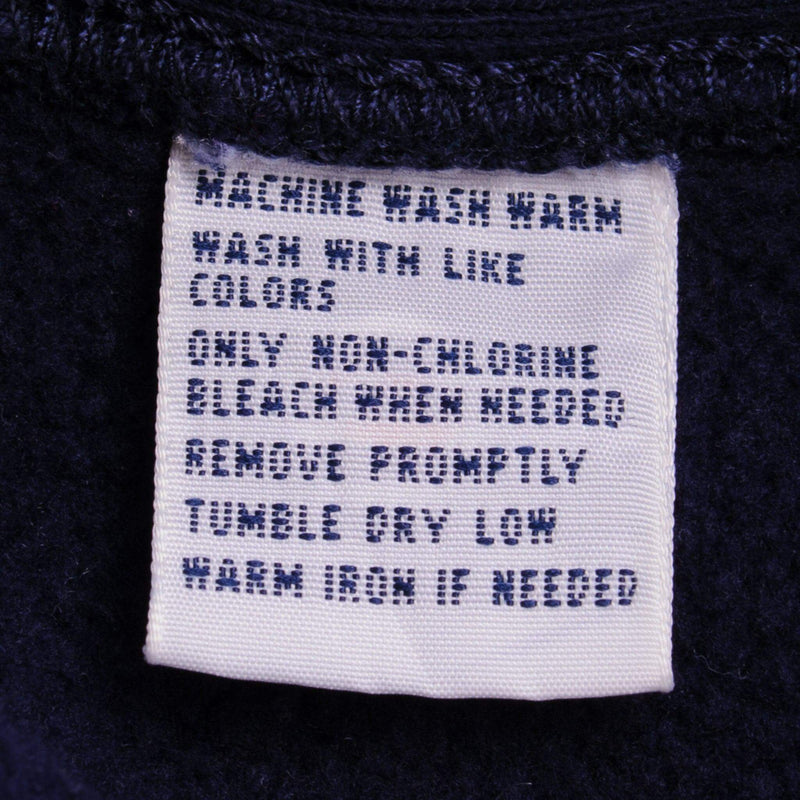 MACHINE WASH WARM
WASH WITH LIKE
COLORS
ONLY NON-CHLORINE
BLEACH WHEN NEEDED
REMOVE PROMPTLY
TUMBLE DRY LOW
WARM IRON IF NEEDED